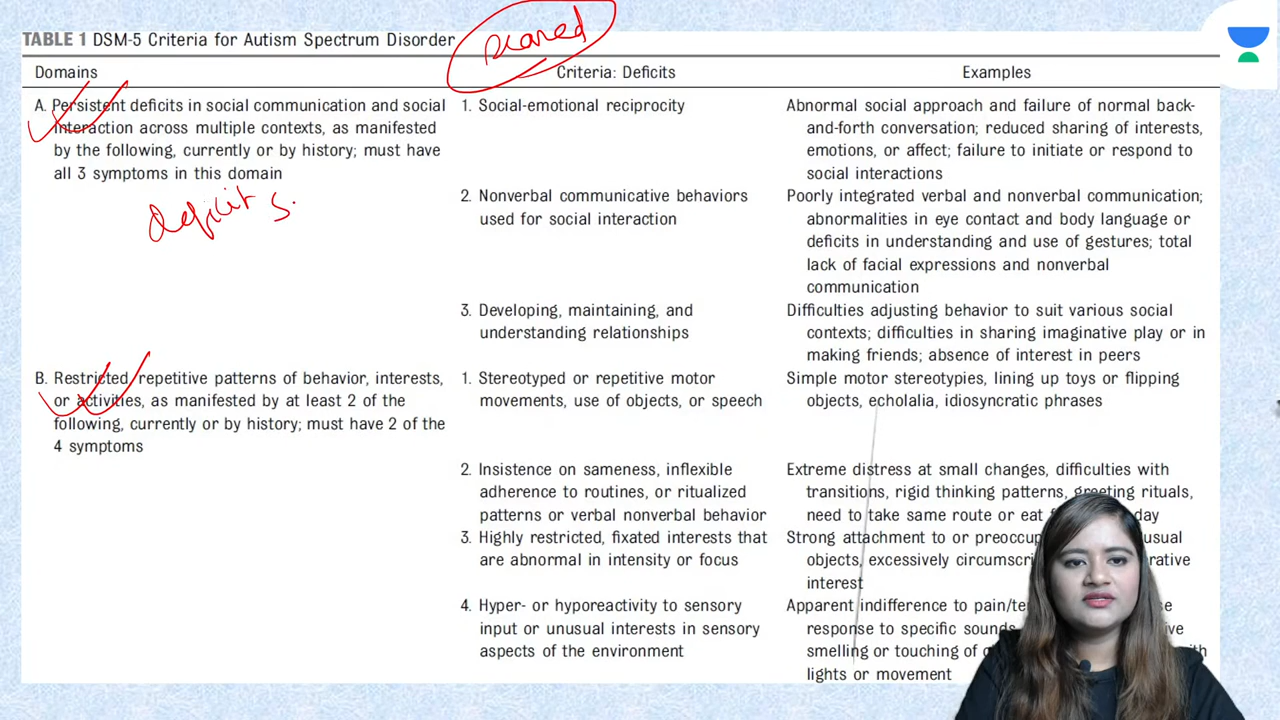 TABLE 1 DSM-5 Criteria for Autism Spectrum Disorder
Domains
Criteria: Deficits
Examples
A. Persistent deficits in social communication and social
interaction across multiple contexts, as manifested
by the following, currently or by history; must have
all 3 symptoms in this domain
deficits
1. Social-emotional reciprocity
Abnormal social approach and failure of normal back-
and-forth conversation; reduced sharing of interests,
emotions, or affect; failure to initiate or respond to
social interactions
2. Nonverbal communicative behaviors
used for social interaction
Poorly integrated verbal and nonverbal communication;
abnormalities in eye contact and body language or
deficits in understanding and use of gestures; total
lack of facial expressions and nonverbal
communication
3. Developing, maintaining, and
understanding relationships
Difficulties adjusting behavior to suit various social
contexts; difficulties in sharing imaginative play or in
making friends; absence of interest in peers
B. Restricted, repetitive patterns of behavior, interests,
or activities, as manifested by at least 2 of the
following, currently or by history; must have 2 of the
4 symptoms
1. Stereotyped or repetitive motor
movements, use of objects, or speech
Simple motor stereotypies, lining up toys or flipping
objects, echolalia, idiosyncratic phrases
2. Insistence on sameness, inflexible
adherence to routines, or ritualized
patterns or verbal nonverbal behavior
Extreme distress at small changes, difficulties with
transitions, rigid thinking patterns, greeting rituals,
need to take same route or eat day
3. Highly restricted, fixated interests that
are abnormal in intensity or focus
Strong attachment to or
objects, excessively
interest
4. Hyper- or hyporeactivity to sensory
input or unusual interests in sensory
aspects of the environment
Apparent indifference to
response to specific sounds
smelling or touching of
lights or movement